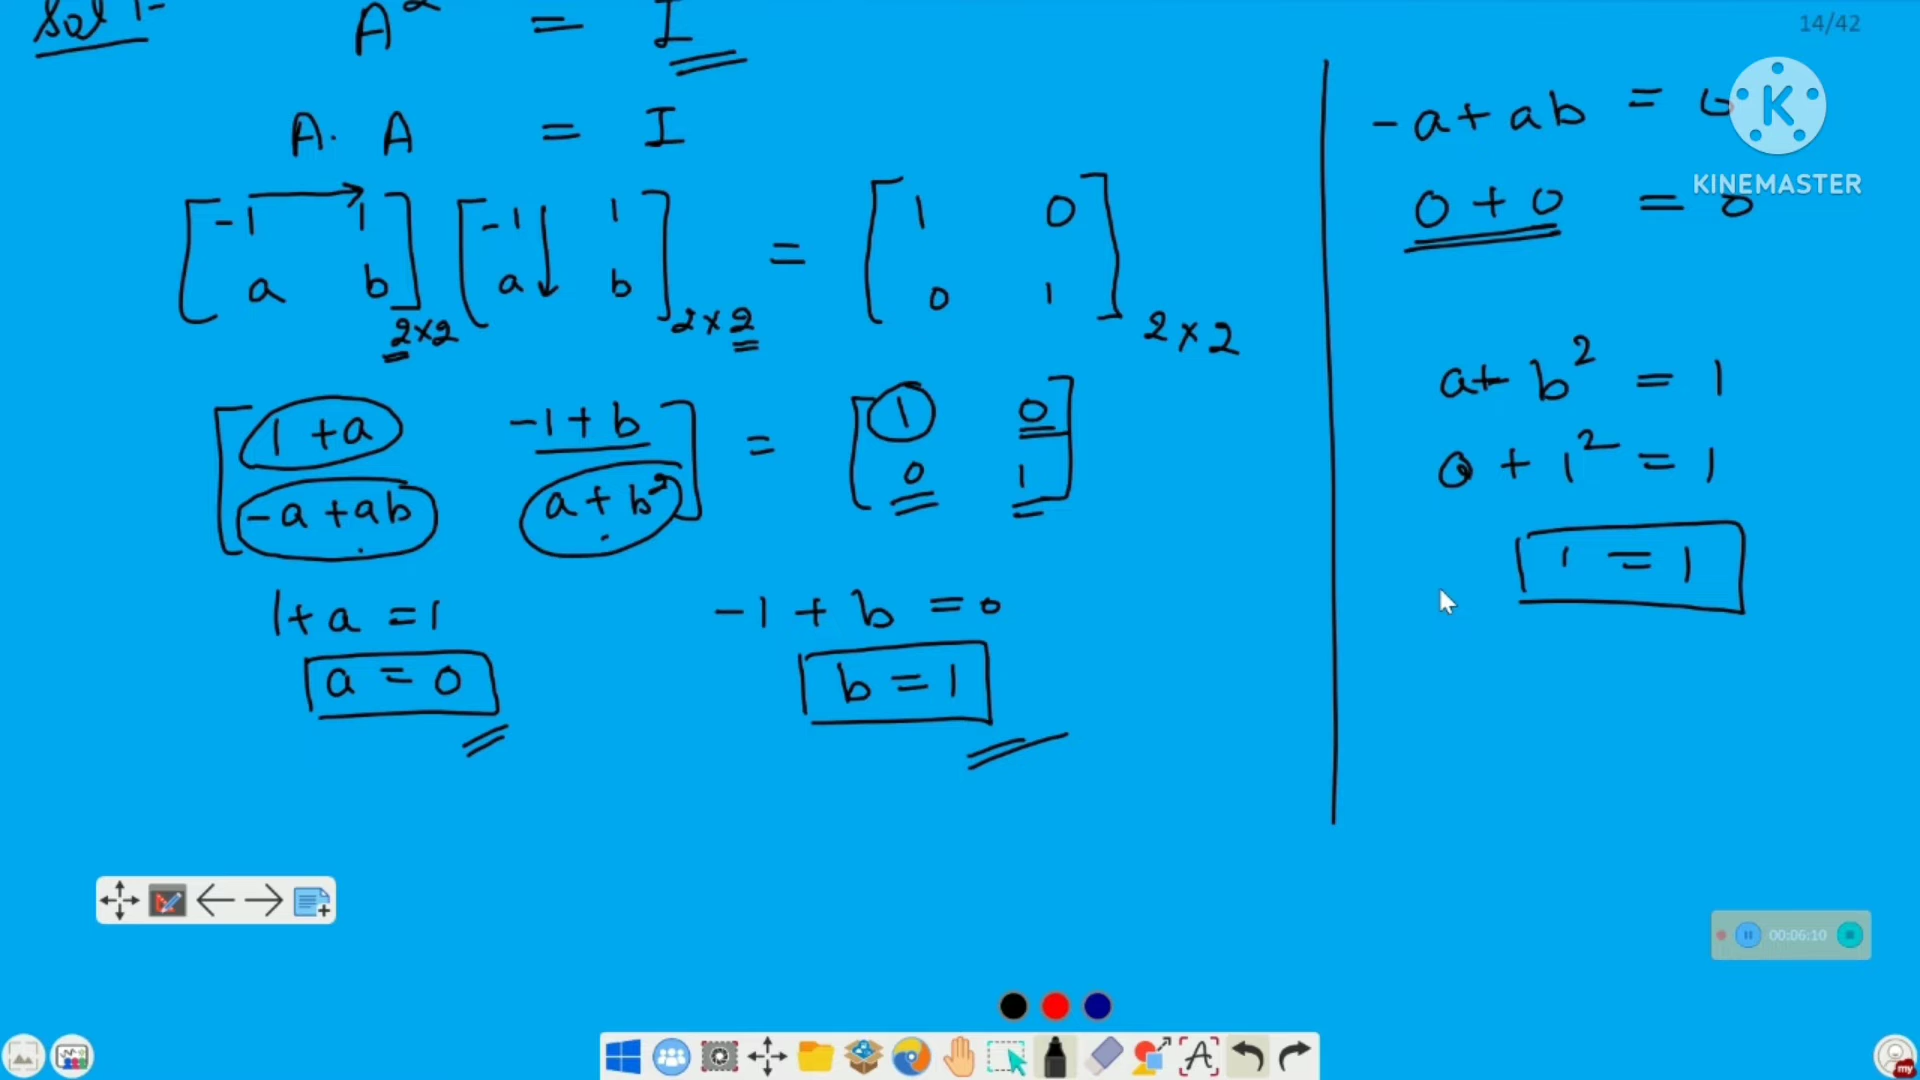 Sol :-
A² = I
A. A = I
[-1 1
a b]2×2 [-1 1
a b]2×2 = [1 0
0 1]2×2
[1+a -1+b
-a+ab a+b²] = [1 0
0 1]
1+a = 1
a = 0
-1+b = 0
b = 1
14/42
-a+ab = 0
KINEMASTER
0+0 = 0
a+b² = 1
0+1² = 1
1 = 1
00:06:10
my